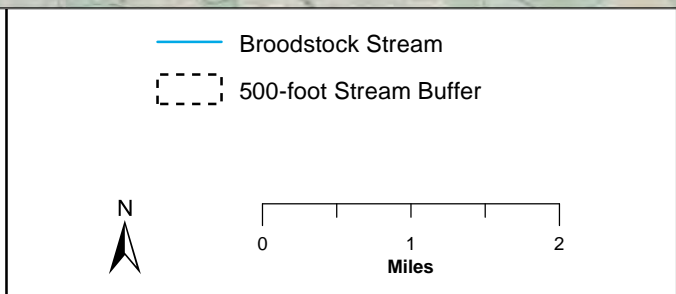 Broodstock Stream
500-foot Stream Buffer
N
0 1 2
Miles